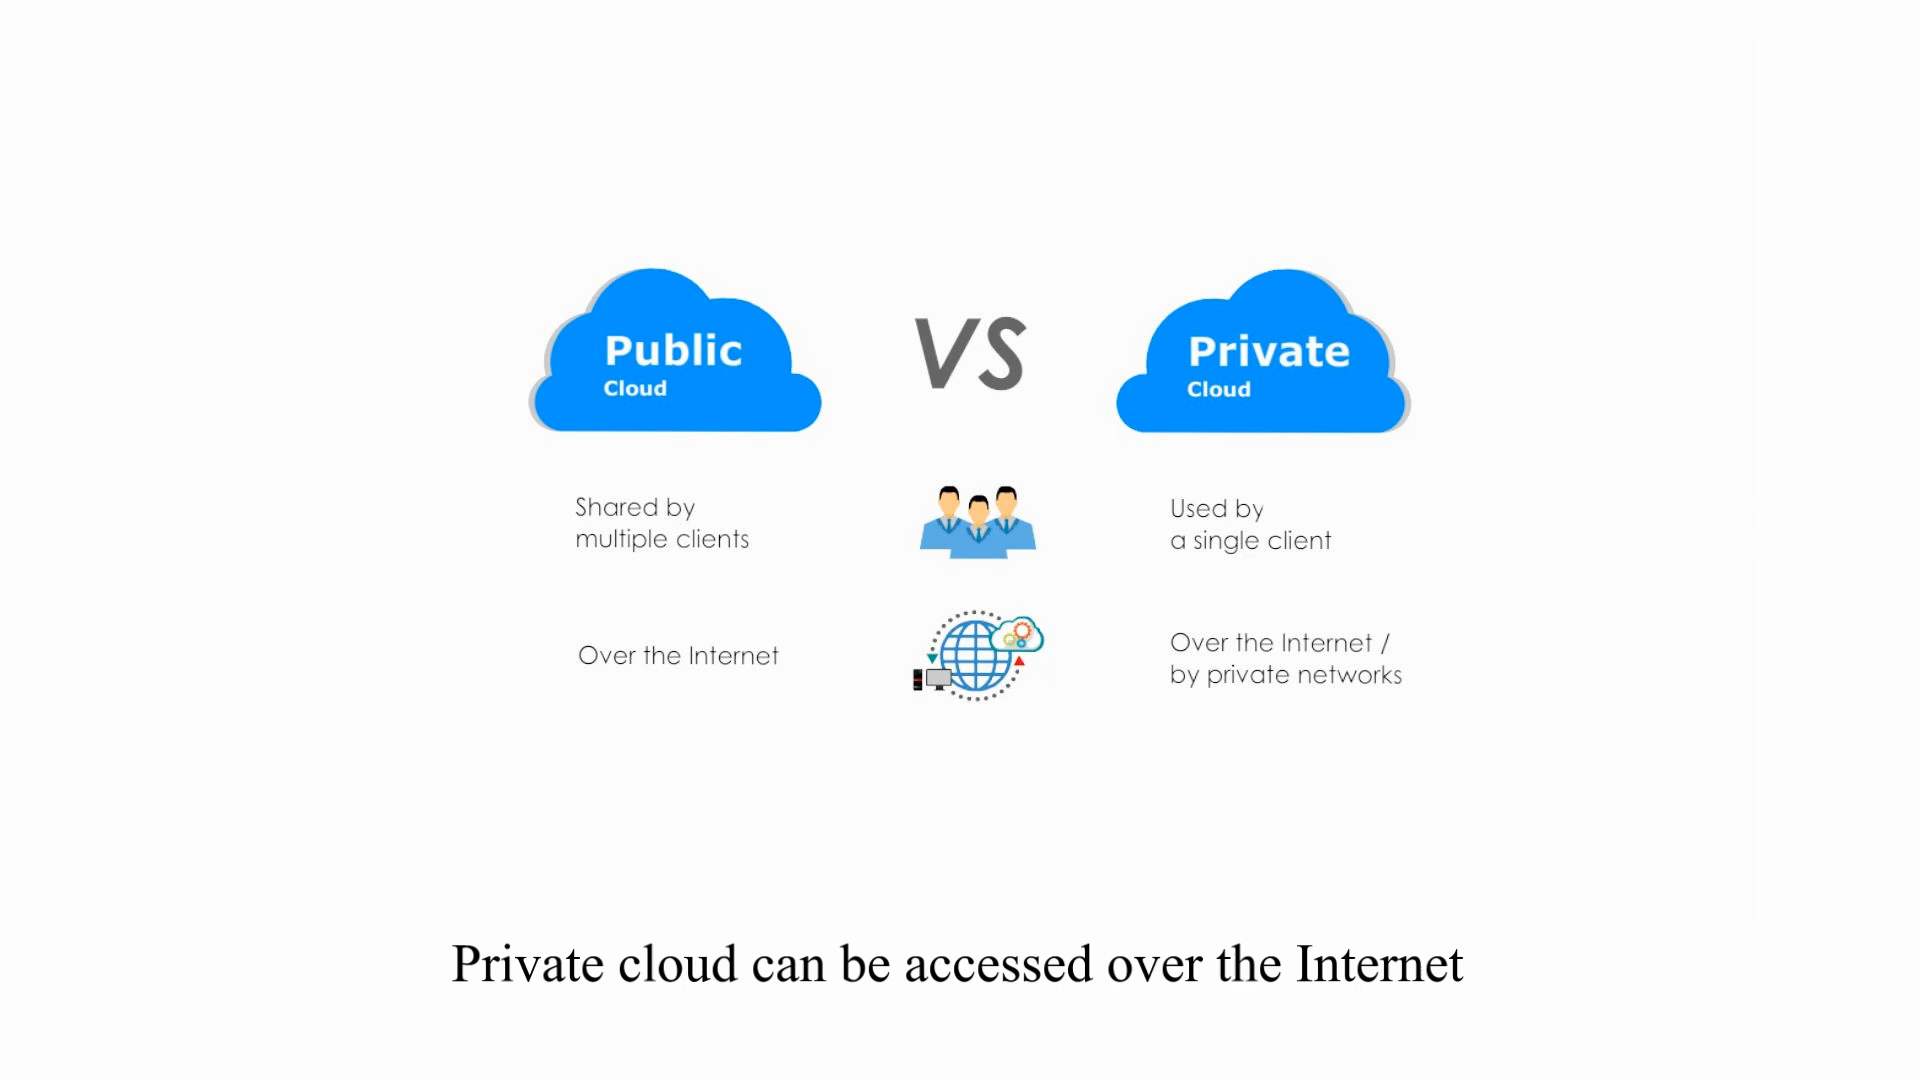 Public
Cloud
VS
Private
Cloud
Shared by
multiple clients
Used by
a single client
Over the Internet
Over the Internet /
by private networks
Private cloud can be accessed over the Internet